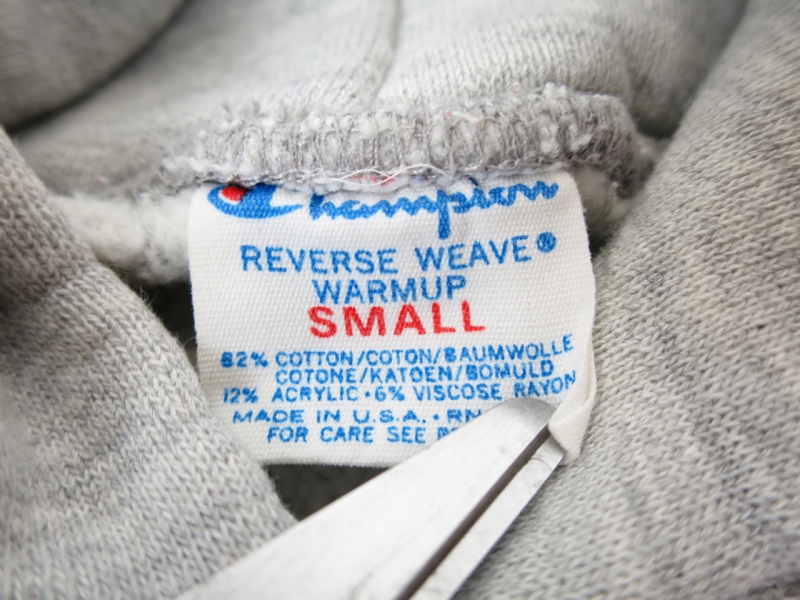 Champion
REVERSE WEAVE®
WARMUP
SMALL
82% COTTON/COTON/BAUMWOLLE
COTONE/KATOEN/BOMULD
12% ACRYLIC·6% VISCOSE RAYON
MADE IN U.S.A.·RN
FOR CARE SEE